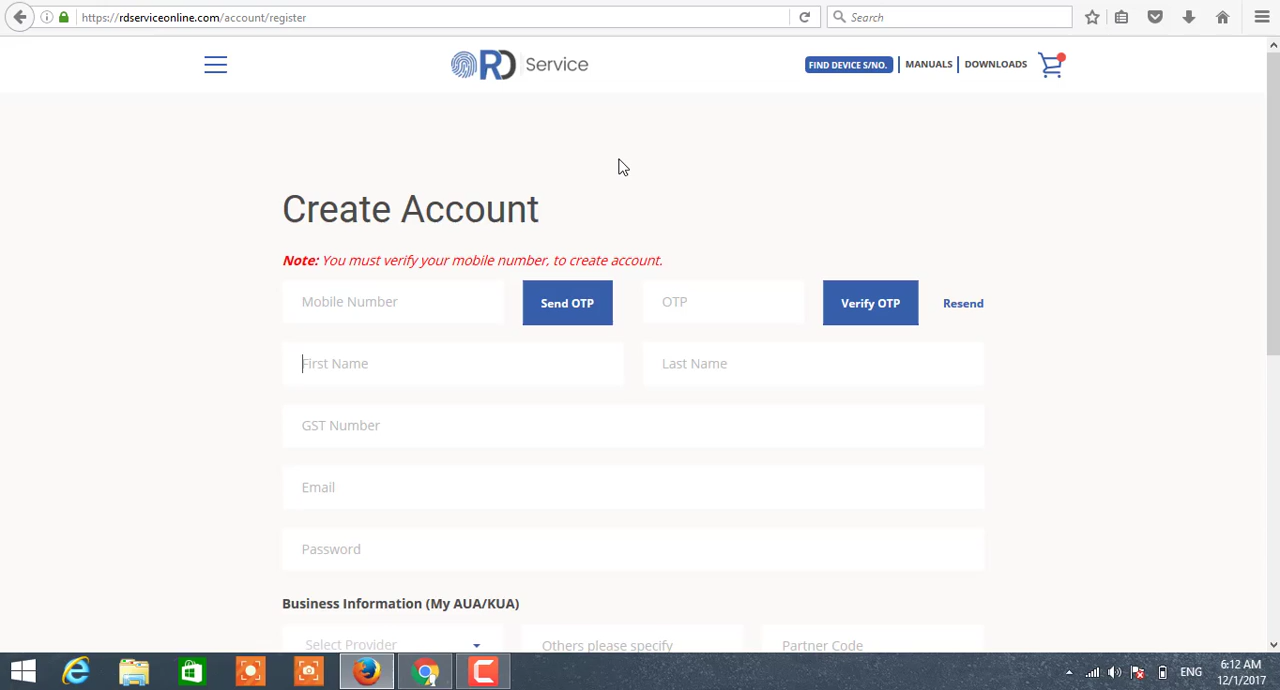 https://rdserviceonline.com/account/register
Search
RD Service
FIND DEVICE S/NO.
MANUALS
DOWNLOADS
Create Account
Note: You must verify your mobile number, to create account.
Mobile Number
Send OTP
OTP
Verify OTP
Resend
First Name
Last Name
GST Number
Email
Password
Business Information (My AUA/KUA)
Select Provider
Others please specify
Partner Code
ENG
6:12 AM
12/1/2017